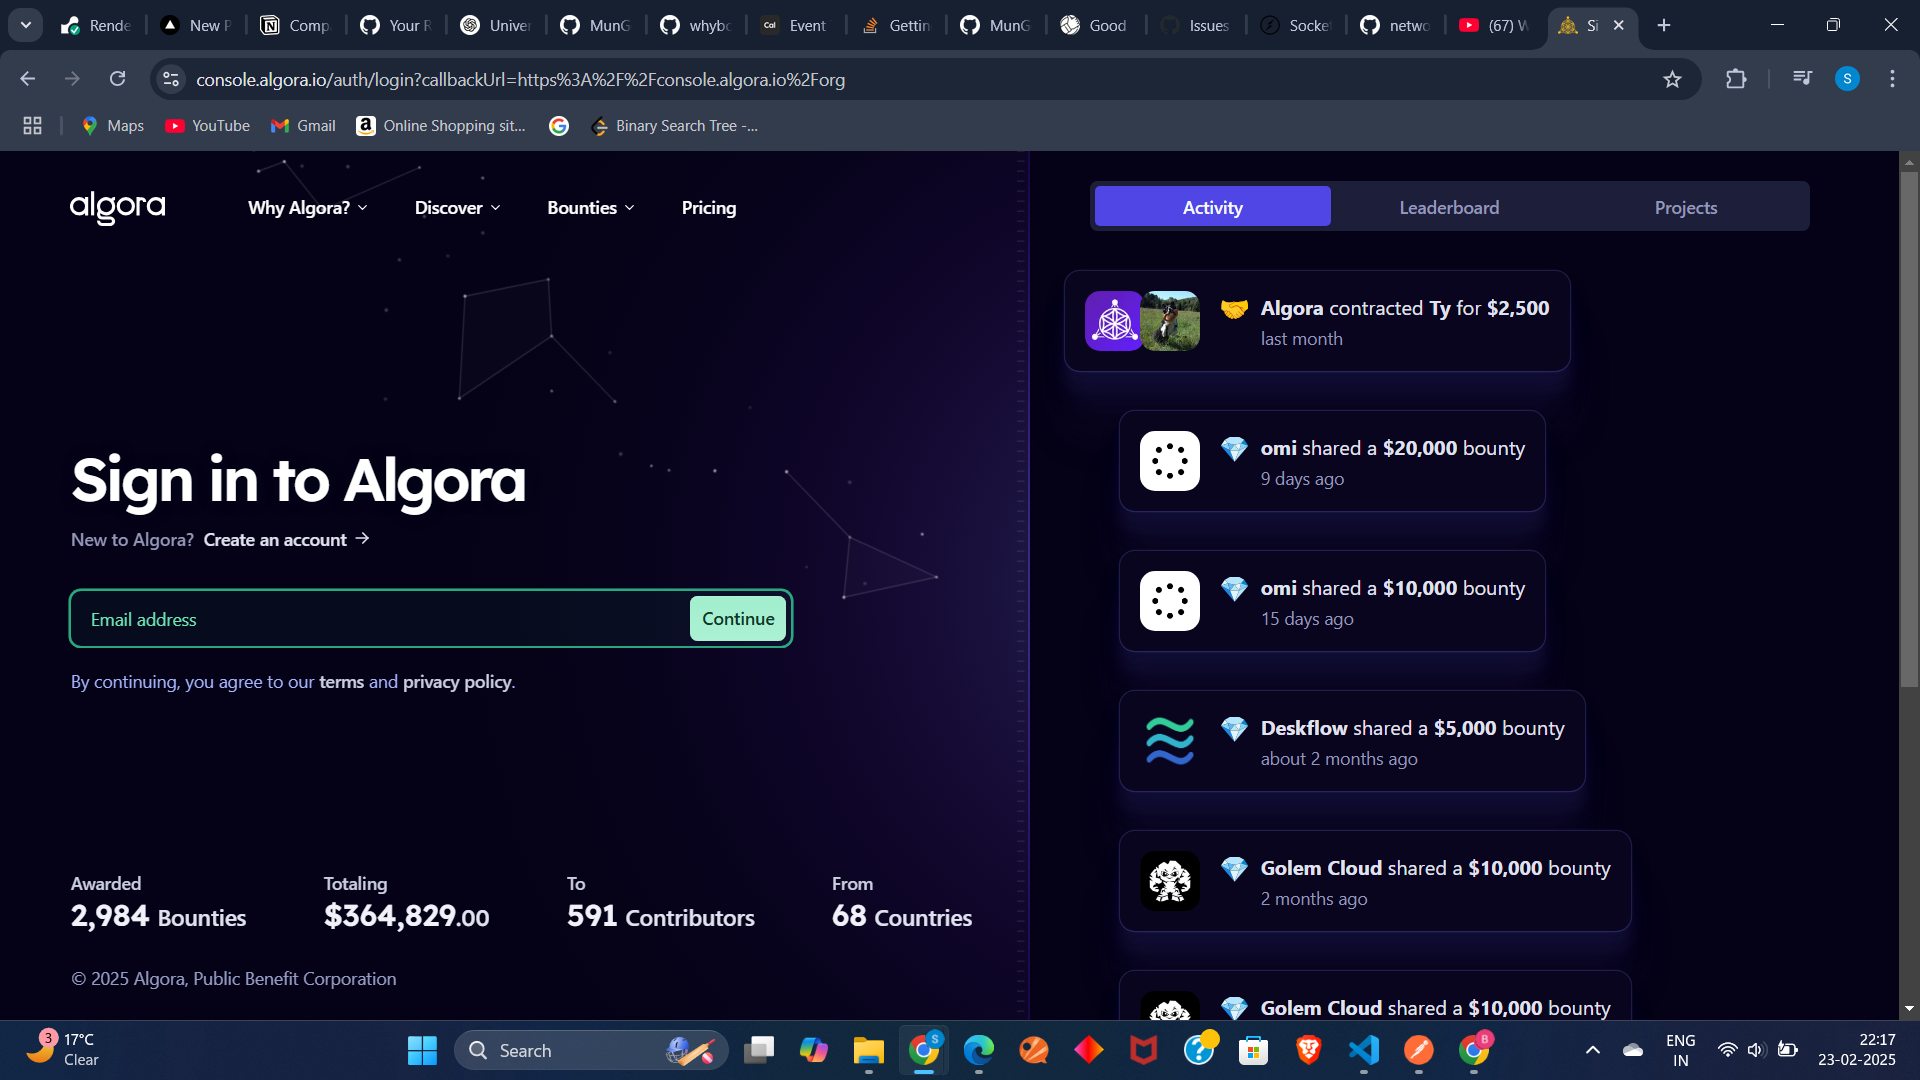 Rende
New P
Comp
Your R
Univer
MunG
whybo
Cal
Event
Gettin
MunG
Good
Issues
Socket
netwo
(67) W
Si
console.algora.io/auth/login?callbackUrl=https%3A%2F%2Fconsole.algora.io%2Forg
S
Maps
YouTube
Gmail
Online Shopping sit...
Binary Search Tree -...
algora
Why Algora?
Discover
Bounties
Pricing
Sign in to Algora
New to Algora? Create an account →
Email address
Continue
By continuing, you agree to our terms and privacy policy.
Awarded
2,984 Bounties
Totaling
$364,829.00
To
591 Contributors
From
68 Countries
© 2025 Algora, Public Benefit Corporation
Activity
Leaderboard
Projects
Algora contracted Ty for $2,500
last month
omi shared a $20,000 bounty
9 days ago
omi shared a $10,000 bounty
15 days ago
Deskflow shared a $5,000 bounty
about 2 months ago
Golem Cloud shared a $10,000 bounty
2 months ago
Golem Cloud shared a $10,000 bounty
3
17°C
Clear
Search
S
B
ENG
IN
22:17
23-02-2025